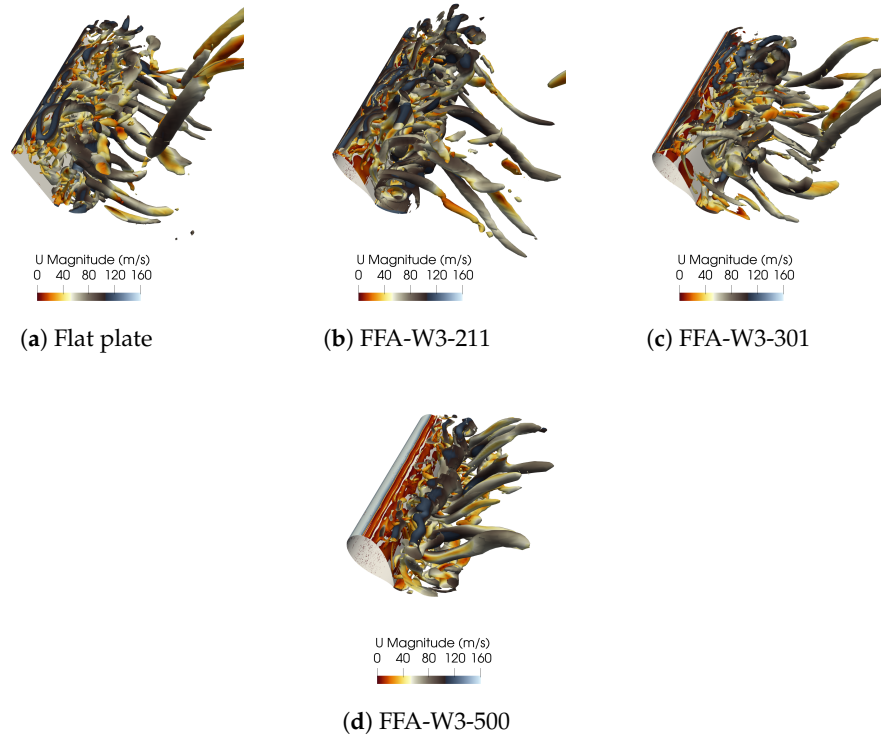 U Magnitude (m/s)
0 40 80 120 160
U Magnitude (m/s)
0 40 80 120 160
U Magnitude (m/s)
0 40 80 120 160
(a) Flat plate
(b) FFA-W3-211
(c) FFA-W3-301
U Magnitude (m/s)
0 40 80 120 160
(d) FFA-W3-500